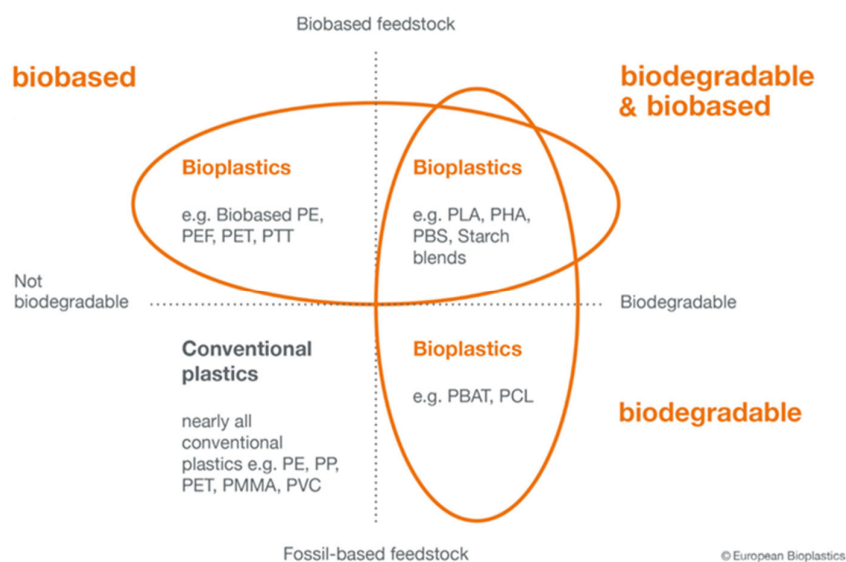 Biobased feedstock
biobased
biodegradable
& biobased
Bioplastics
e.g. Biobased PE,
PEF, PET, PTT
Bioplastics
e.g. PLA, PHA,
PBS, Starch
blends
Not
biodegradable
Biodegradable
Conventional
plastics
nearly all
conventional
plastics e.g. PE, PP,
PET, PMMA, PVC
Bioplastics
e.g. PBAT, PCL
biodegradable
Fossil-based feedstock
© European Bioplastics